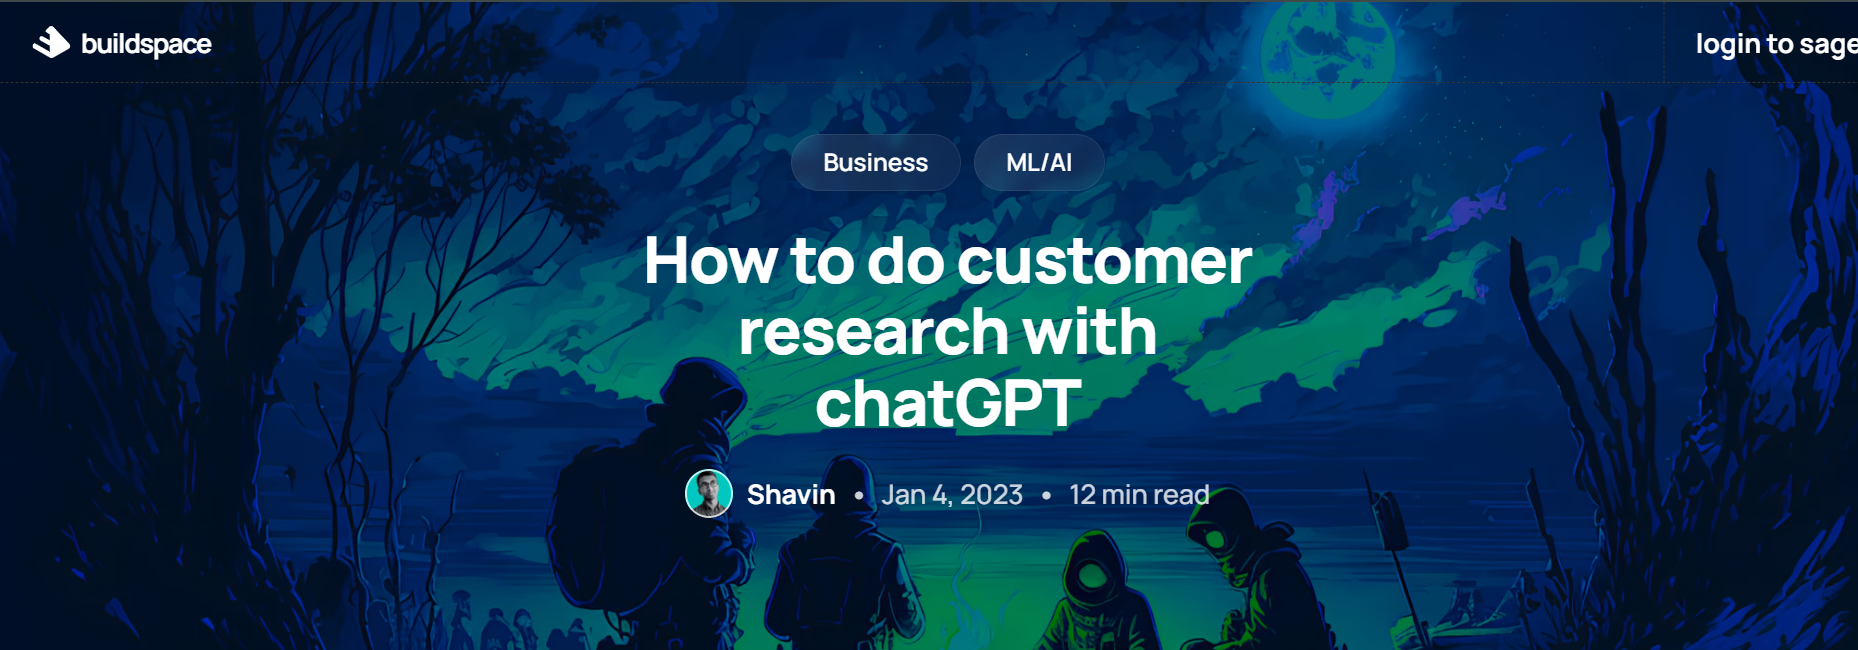 buildspace
login to sage
Business
ML/AI
How to do customer
research with
chatGPT
Shavin • Jan 4, 2023 • 12 min read